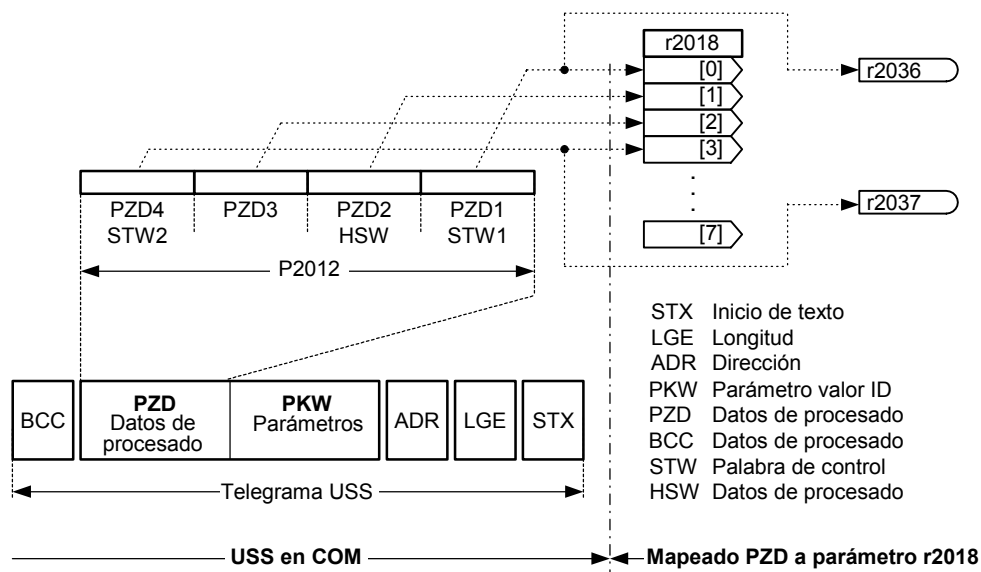 r2018
[0]
r2036
[1]
[2]
[3]
PZD4 PZD3 PZD2 PZD1
STW2 HSW STW1
r2037
[7]
P2012
STX Inicio de texto
LGE Longitud
ADR Dirección
PKW Parámetro valor ID
PZD Datos de procesado
BCC Datos de procesado
STW Palabra de control
HSW Datos de procesado
BCC
PZD
Datos de
procesado
PKW
Parámetros
ADR
LGE
STX
Telegrama USS
USS en COM
Mapeado PZD a parámetro r2018